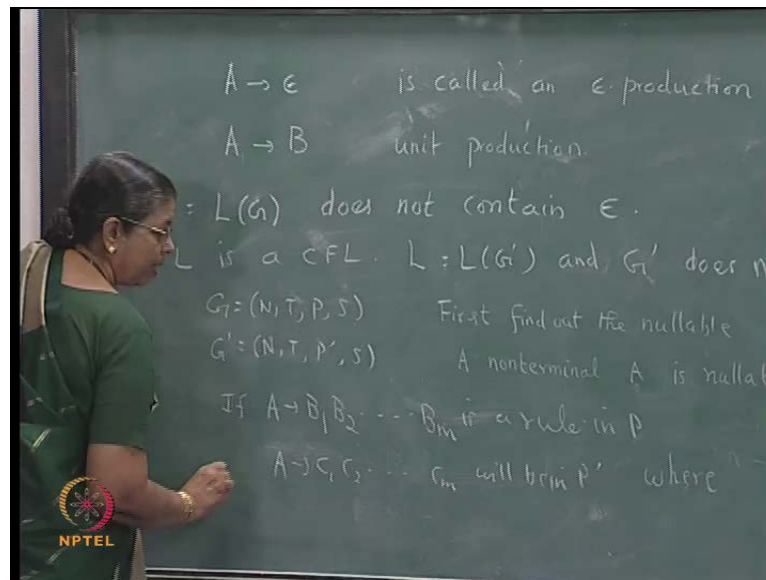 A → ϵ is called an ϵ-production
A → B unit production.
= L(G) does not contain ϵ.
L is a CFL. L = L(G') and G' does
G = (N, T, P, S) First find out the nullable
G' = (N, T, P', S) A nonterminal A is
If A → B₁ B₂ ---- Bₘ is a rule in P
A → C₁ C₂ ... Cₘ will be in P' where
NPTEL